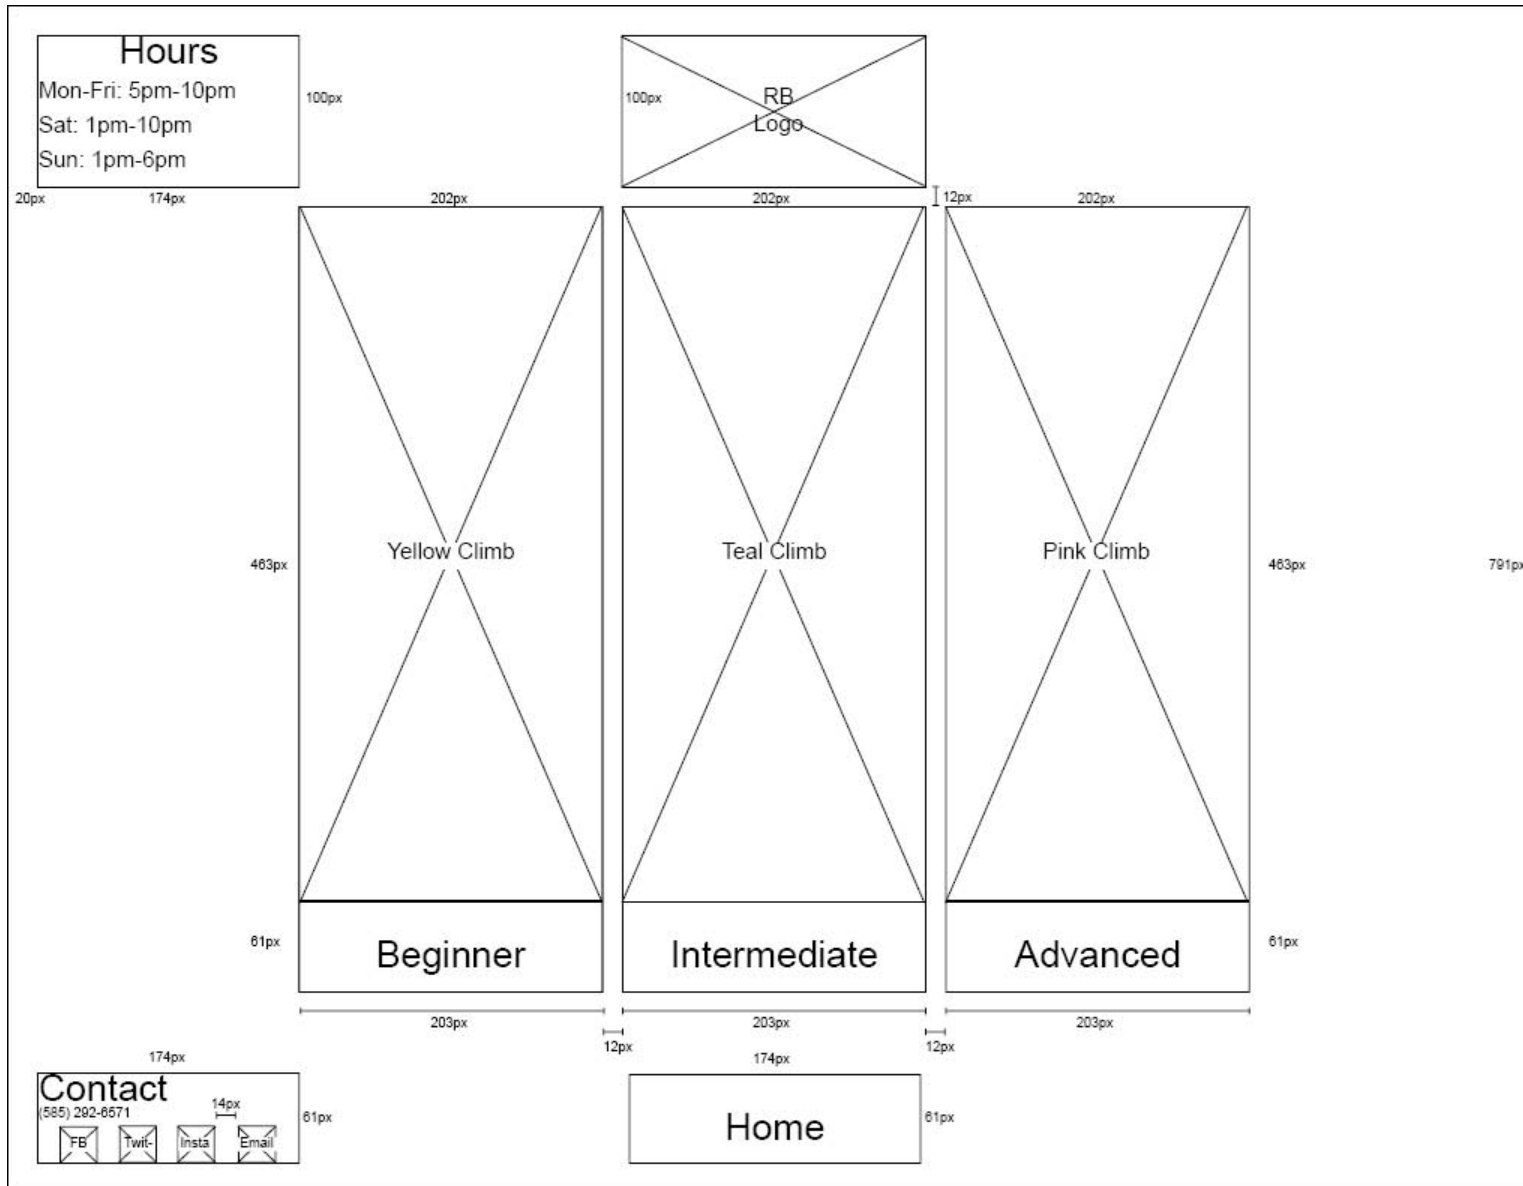 Hours
Mon-Fri: 5pm-10pm
Sat: 1pm-10pm
Sun: 1pm-6pm
100px
100px
RB
Logo
20px
174px
202px
202px
12px
202px
463px
Yellow Climb
Teal Climb
Pink Climb
463px
791px
61px
Beginner
Intermediate
Advanced
61px
203px
203px
203px
12px
12px
174px
174px
Contact
(585) 292-6571
14px
61px
FB
Twit-
Insta
Email
Home
61px